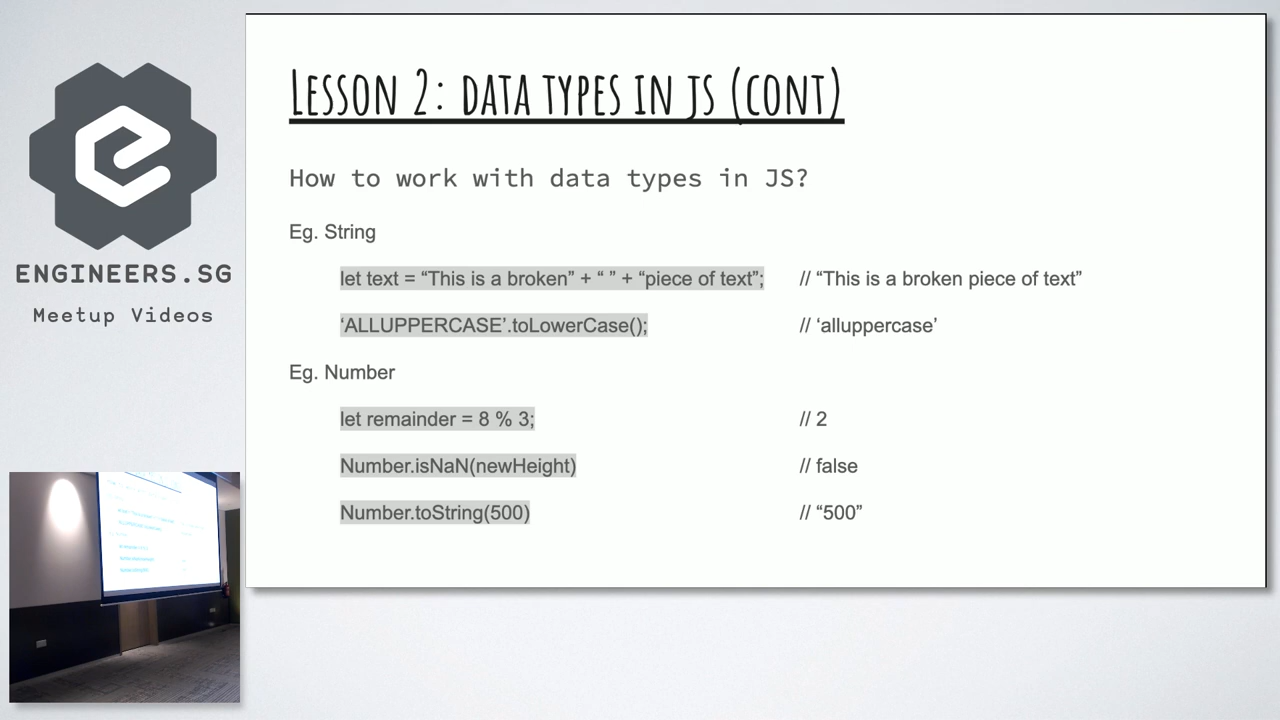 LESSON 2: DATA TYPES IN JS (CONT)
How to work with data types in JS?
Eg. String
let text = “This is a broken” + “ ” + “piece of text”; // “This is a broken piece of text”
‘ALLUPPERCASE’.toLowerCase(); // ‘alluppercase’
Eg. Number
let remainder = 8 % 3; // 2
Number.isNaN(newHeight) // false
Number.toString(500) // “500”
ENGINEERS.SG
Meetup Videos